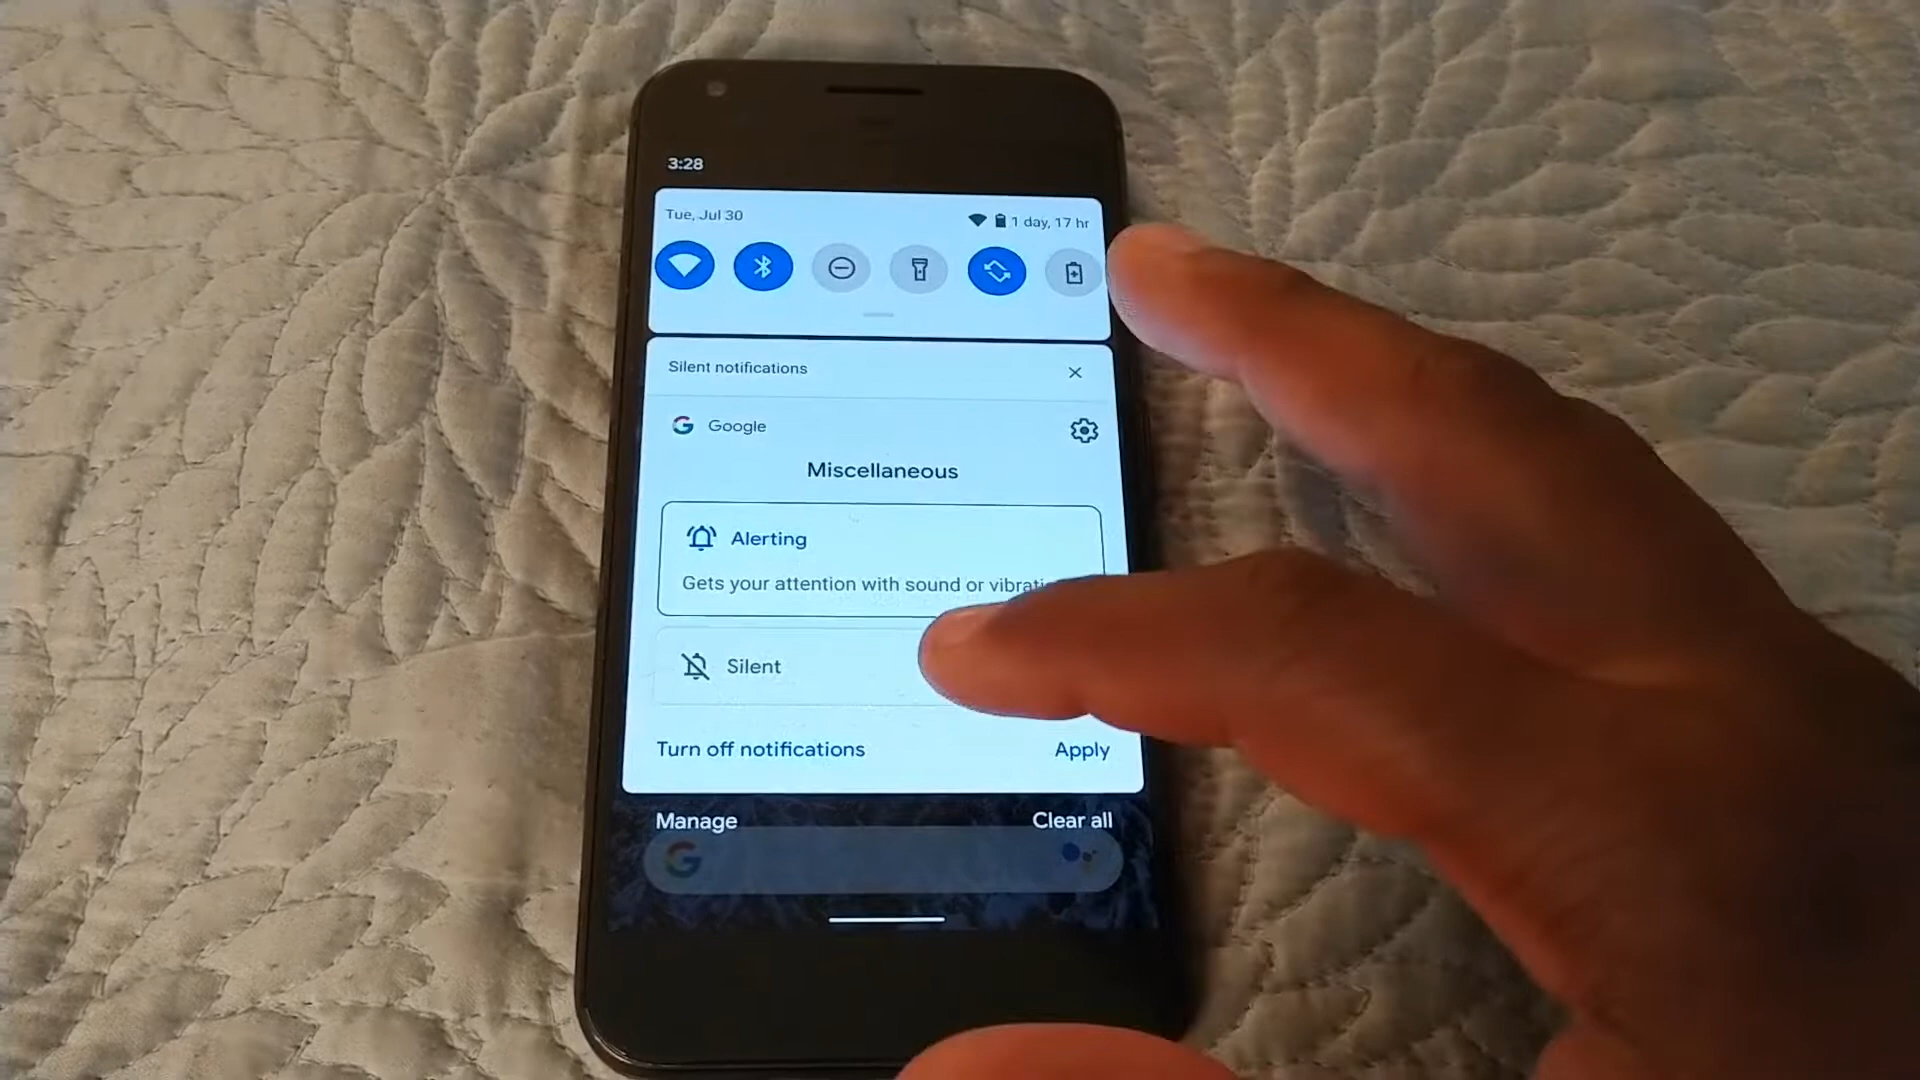 3:28
Tue, Jul 30
1 day, 17 hr
Silent notifications
Google
Miscellaneous
Alerting
Gets your attention with sound or
Silent
Turn off notifications
Apply
Manage
Clear all